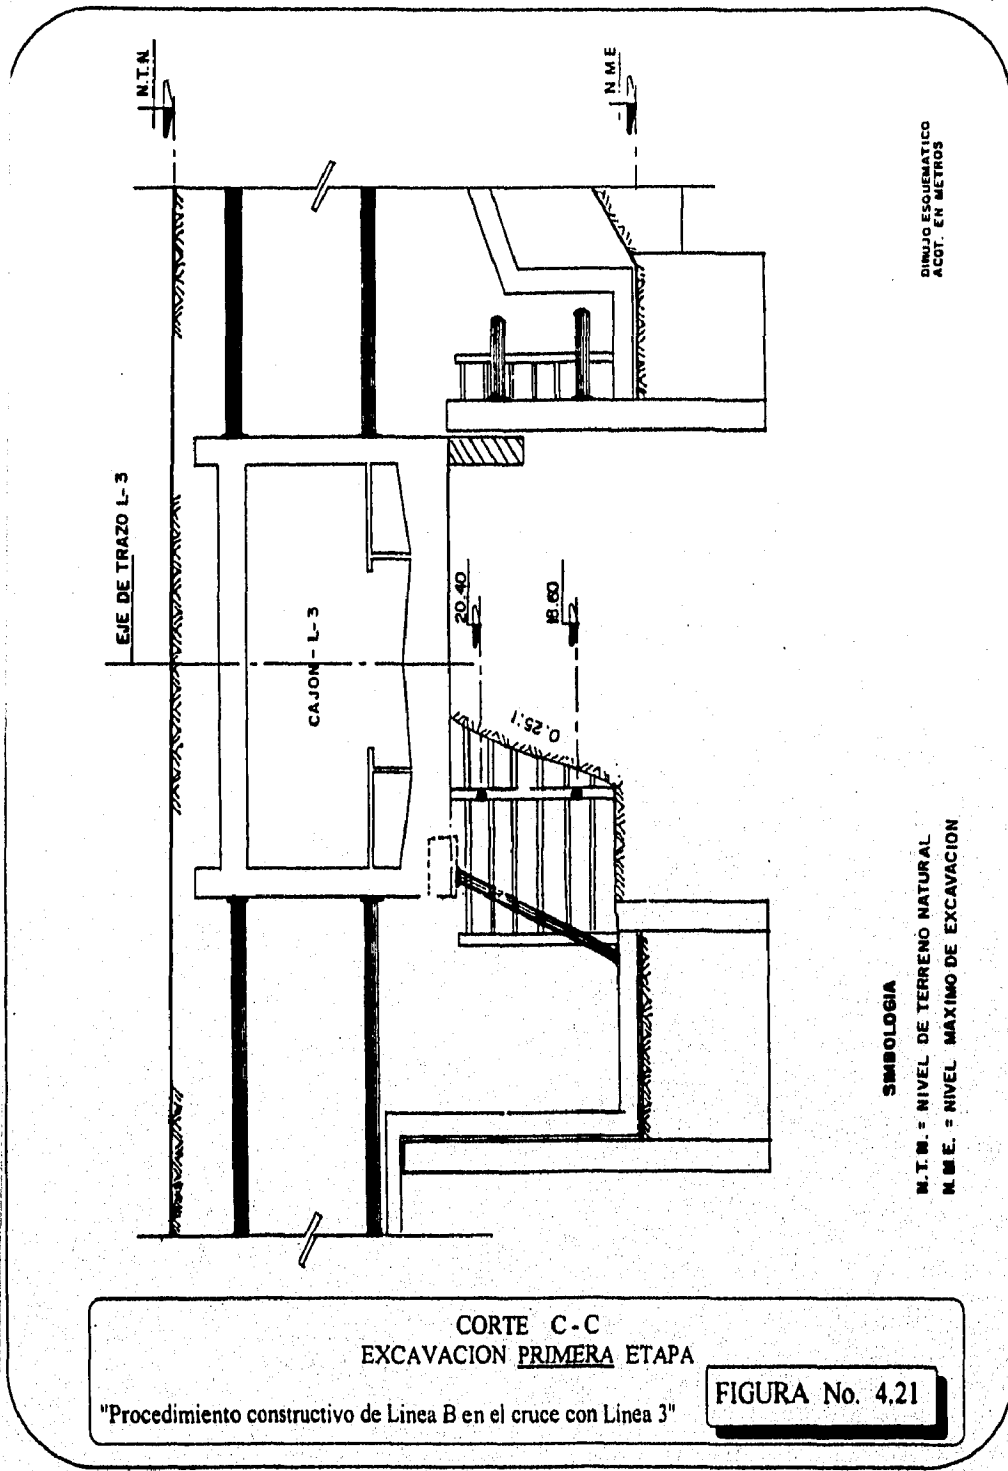 N.T.N.
N M E
EJE DE TRAZO L-3
CAJON - L-3
20.40
18.60
0.25:1
DIBUJO ESQUEMATICO
ACOT. EN METROS
SIMBOLOGIA
N.T.N. = NIVEL DE TERRENO NATURAL
N.M.E. = NIVEL MAXIMO DE EXCAVACION
CORTE C-C
EXCAVACION PRIMERA ETAPA
"Procedimiento constructivo de Linea B en el cruce con Linea 3"
FIGURA No. 4.21